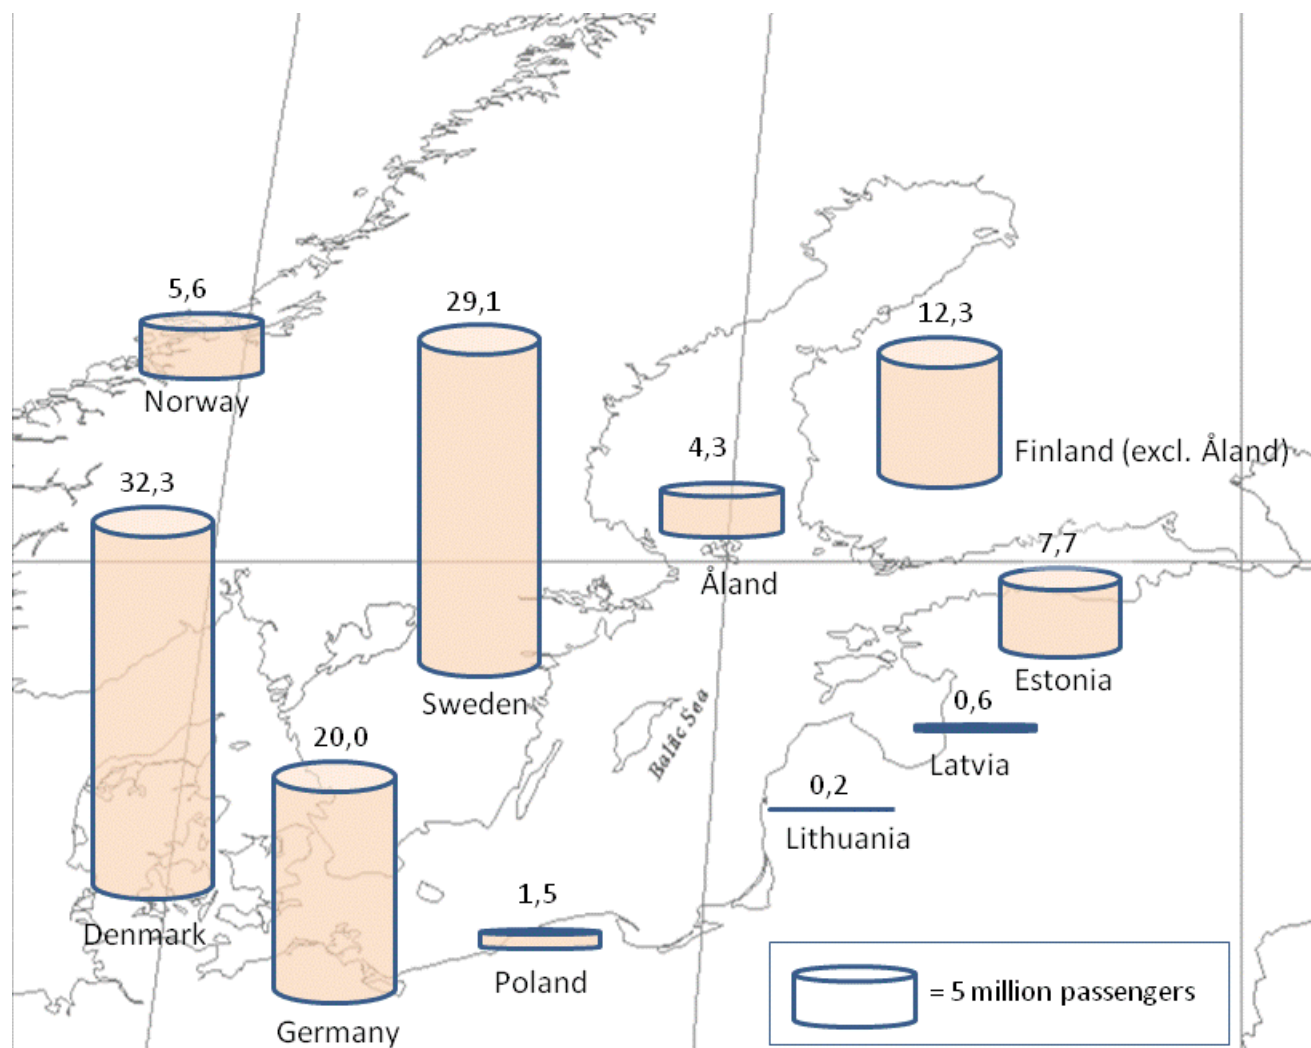 5,6
Norway
29,1
Sweden
12,3
Finland (excl. Åland)
4,3
Åland
32,3
Denmark
7,7
Estonia
0,6
Latvia
Baltic Sea
20,0
Germany
0,2
Lithuania
1,5
Poland
= 5 million passengers